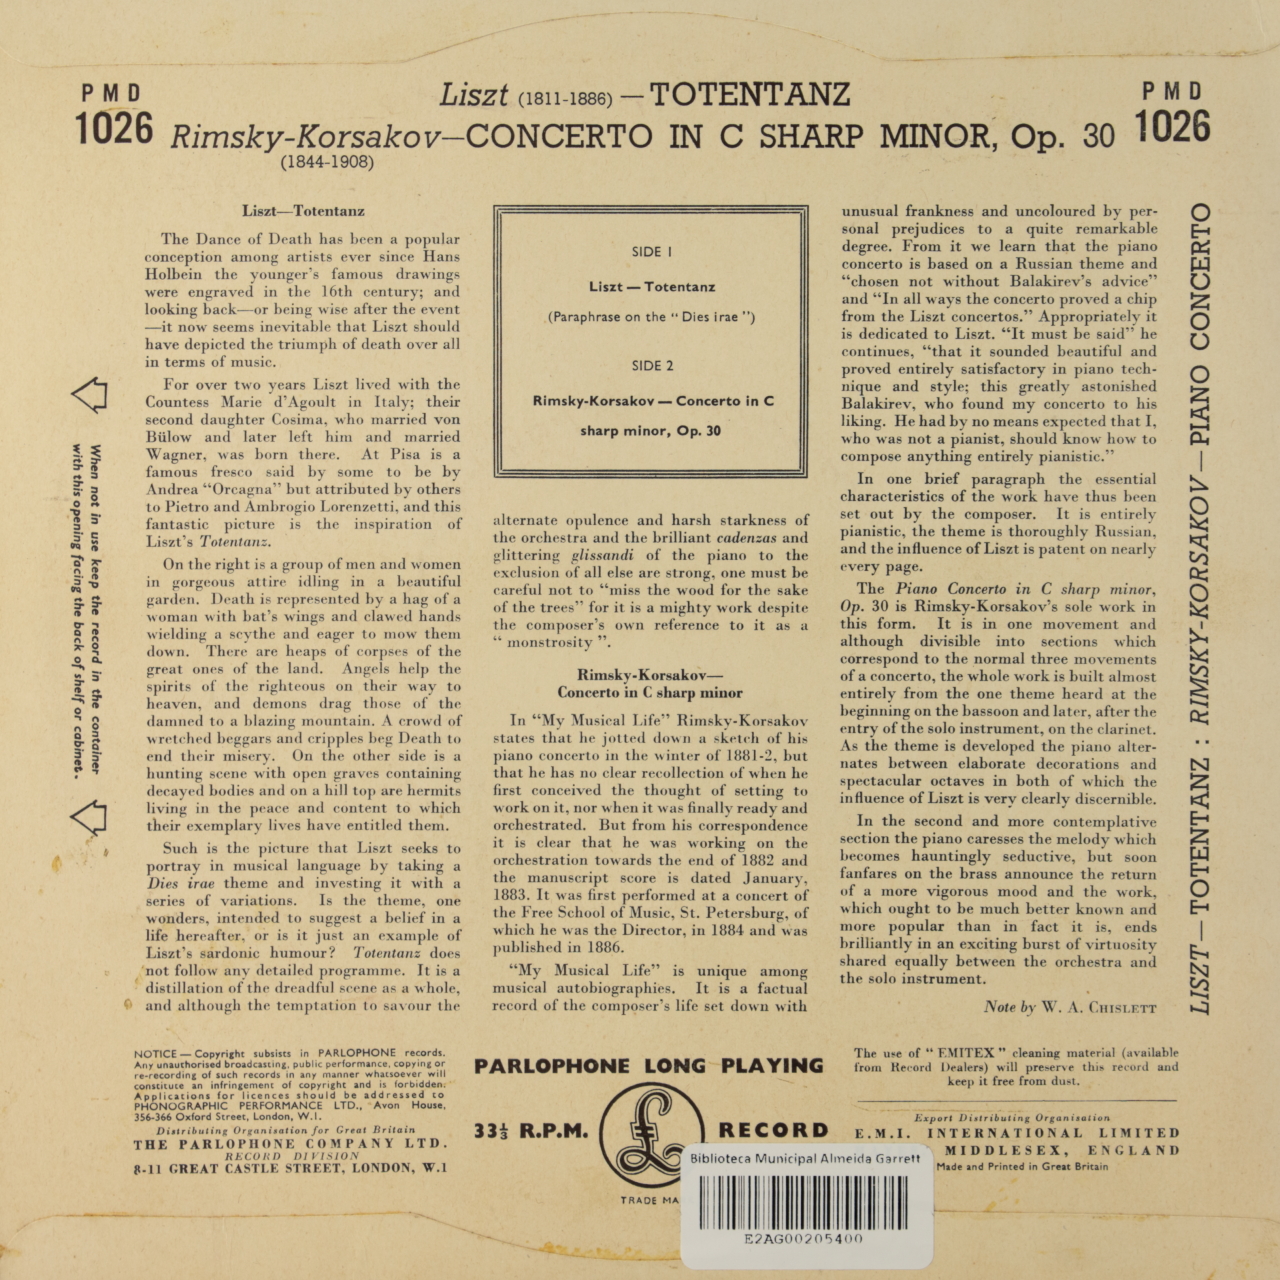 PMD
1026
Liszt (1811-1886) — TOTENTANZ
Rimsky-Korsakov—CONCERTO IN C SHARP MINOR, Op. 30
(1844-1908)
PMD
1026
Liszt—Totentanz
The Dance of Death has been a popular
conception among artists ever since Hans
Holbein the younger's famous drawings
were engraved in the 16th century; and
looking back—or being wise after the event
—it now seems inevitable that Liszt should
have depicted the triumph of death over all
in terms of music.
For over two years Liszt lived with the
Countess Marie d'Agoult in Italy; their
second daughter Cosima, who married von
Bülow and later left him and married
Wagner, was born there. At Pisa is a
famous fresco said by some to be by
Andrea "Orcagna" but attributed by others
to Pietro and Ambrogio Lorenzetti, and this
fantastic picture is the inspiration of
Liszt's Totentanz.
On the right is a group of men and women
in gorgeous attire idling in a beautiful
garden. Death is represented by a hag of a
woman with bat's wings and clawed hands
wielding a scythe and eager to mow them
down. There are heaps of corpses of the
great ones of the land. Angels help the
spirits of the righteous on their way to
heaven, and demons drag those of the
damned to a blazing mountain. A crowd of
wretched beggars and cripples beg Death to
end their misery. On the other side is a
hunting scene with open graves containing
decayed bodies and on a hill top are hermits
living in the peace and content to which
their exemplary lives have entitled them.
Such is the picture that Liszt seeks to
portray in musical language by taking a
Dies irae theme and investing it with a
series of variations. Is the theme, one
wonders, intended to suggest a belief in a
life hereafter, or is it just an example of
Liszt's sardonic humour? Totentanz does
not follow any detailed programme. It is a
distillation of the dreadful scene as a whole,
and although the temptation to savour the
SIDE 1
Liszt — Totentanz
(Paraphrase on the "Dies irae")
SIDE 2
Rimsky-Korsakov — Concerto in C
sharp minor, Op. 30
alternate opulence and harsh starkness of
the orchestra and the brilliant cadenzas and
glittering glissandi of the piano to the
exclusion of all else are strong, one must be
careful not to "miss the wood for the sake
of the trees" for it is a mighty work despite
the composer's own reference to it as a
"monstrosity".
Rimsky-Korsakov—
Concerto in C sharp minor
In "My Musical Life" Rimsky-Korsakov
states that he jotted down a sketch of his
piano concerto in the winter of 1881-2, but
that he has no clear recollection of when he
first conceived the thought of setting to
work on it, nor when it was finally ready and
orchestrated. But from his correspondence
it is clear that he was working on the
orchestration towards the end of 1882 and
the manuscript score is dated January,
1883. It was first performed at a concert of
the Free School of Music, St. Petersburg, of
which he was the Director, in 1884 and was
published in 1886.
"My Musical Life" is unique among
musical autobiographies. It is a factual
record of the composer's life set down with
unusual frankness and uncoloured by per-
sonal prejudices to a quite remarkable
degree. From it we learn that the piano
concerto is based on a Russian theme and
"chosen not without Balakirev's advice"
and "In all ways the concerto proved a chip
from the Liszt concertos." Appropriately it
is dedicated to Liszt. "It must be said" he
continues, "that it sounded beautiful and
proved entirely satisfactory in piano tech-
nique and style; this greatly astonished
Balakirev, who found my concerto to his
liking. He had by no means expected that I,
who was not a pianist, should know how to
compose anything entirely pianistic."
In one brief paragraph the essential
characteristics of the work have thus been
set out by the composer. It is entirely
pianistic, the theme is thoroughly Russian,
and the influence of Liszt is patent on nearly
every page.
The Piano Concerto in C sharp minor,
Op. 30 is Rimsky-Korsakov's sole work in
this form. It is in one movement and
although divisible into sections which
correspond to the normal three movements
of a concerto, the whole work is built almost
entirely from the one theme heard at the
beginning on the bassoon and later, after the
entry of the solo instrument, on the clarinet.
As the theme is developed the piano alter-
nates between elaborate decorations and
spectacular octaves in both of which the
influence of Liszt is very clearly discernible.
In the second and more contemplative
section the piano caresses the melody which
becomes hauntingly seductive, but soon
fanfares on the brass announce the return
of a more vigorous mood and the work,
which ought to be much better known and
more popular than in fact it is, ends
brilliantly in an exciting burst of virtuosity
shared equally between the orchestra and
the solo instrument.
Note by W. A. CHISLETT
When not in use keep the record in the container
with this opening facing the back of shelf or cabinet.
LISZT — TOTENTANZ : RIMSKY-KORSAKOV — PIANO CONCERTO
NOTICE — Copyright subsists in PARLOPHONE records.
Any unauthorised broadcasting, public performance, copying or
re-recording of such records in any manner whatsoever will
constitute an infringement of copyright and is forbidden.
Applications for licences should be addressed to
PHONOGRAPHIC PERFORMANCE LTD., Avon House,
356-366 Oxford Street, London, W.1.
Distributing Organisation for Great Britain
THE PARLOPHONE COMPANY LTD.
RECORD DIVISION
8-11 GREAT CASTLE STREET, LONDON, W.1
PARLOPHONE LONG PLAYING
33⅓ R.P.M. £ RECORD
TRADE MA
Biblioteca Municipal Almeida Garrett
E2AG00205400
The use of "EMITEX" cleaning material (available
from Record Dealers) will preserve this record and
keep it free from dust.
Export Distributing Organisation
E.M.I. INTERNATIONAL LIMITED
MIDDLESEX, ENGLAND
Made and Printed in Great Britain